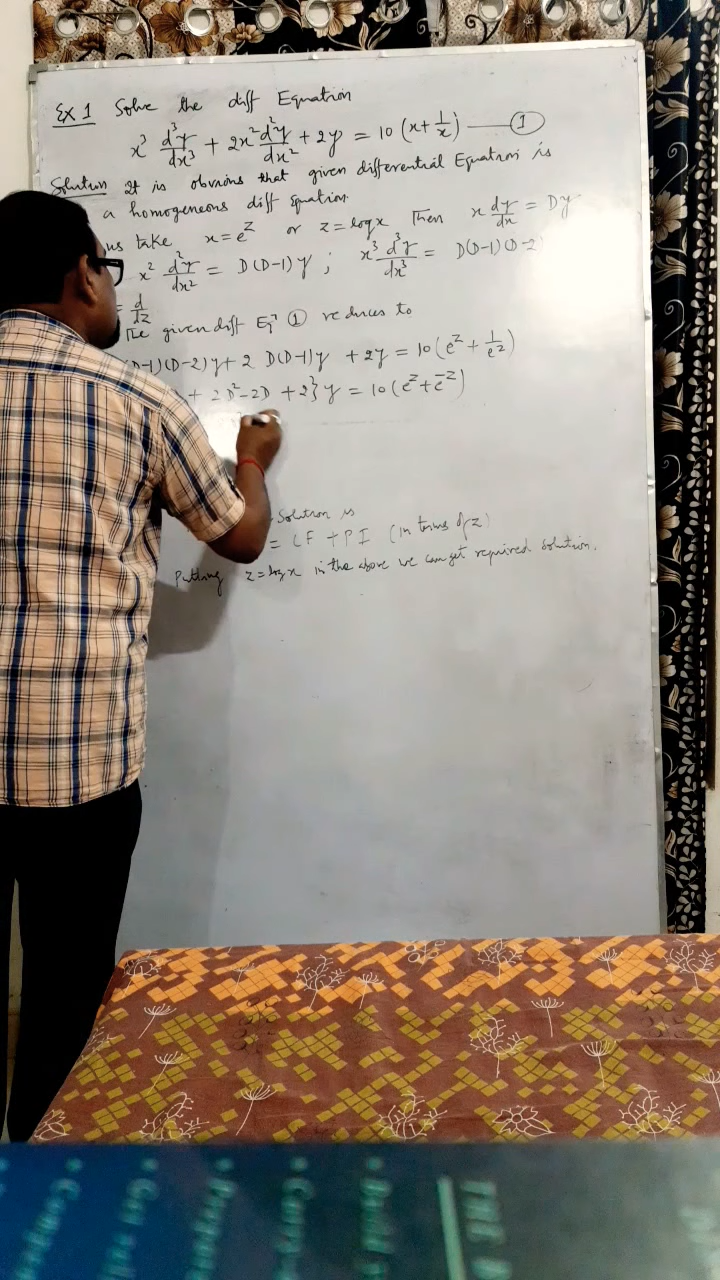 Ex 1 Solve the diff Equation
x³ d³y/dx³ + 2x² d²y/dx² + 2y = 10 (x + 1/x) —— ①
Solution It is obvious that given differential Equation is
a homogeneous diff Equation.
us take x = e^z or z = log x Then x dy/dx = Dy
x² d²y/dx² = D(D-1)y ; x³ d³y/dx³ = D(D-1)(D-2)
= d/dz
The given diff Eqn ① reduces to
D-1)(D-2)y + 2 D(D-1)y + 2y = 10(e^z + 1/e^z)
+ 2D² - 2D + 2} y = 10(e^z + e^-z)
Solution is
= CF + PI (in terms of z)
Putting z = log x in the above we can get required solution.